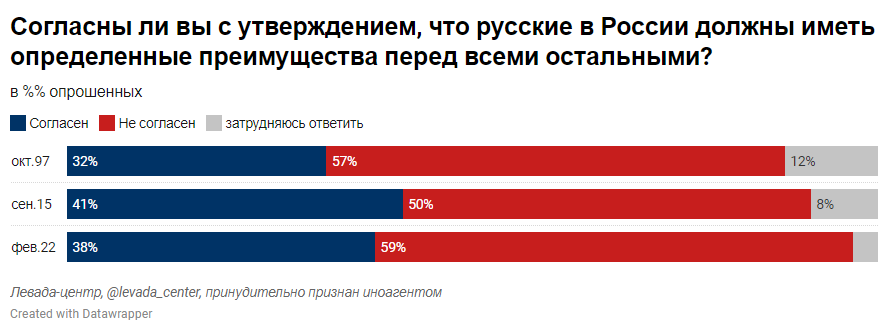 Согласны ли вы с утверждением, что русские в России должны иметь
определенные преимущества перед всеми остальными?
в %% опрошенных
Согласен Не согласен затрудняюсь ответить
окт.97 32% 57% 12%
сен.15 41% 50% 8%
фев.22 38% 59%
Левада-центр, @levada_center, принудительно признан иноагентом
Created with Datawrapper